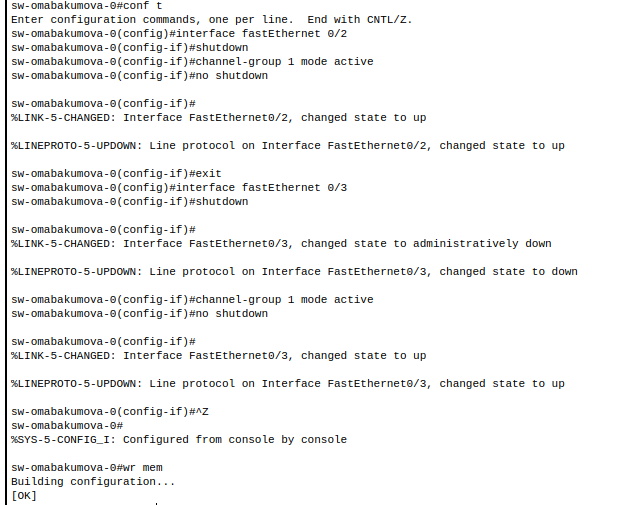 sw-omabakumova-0#conf t
Enter configuration commands, one per line.  End with CNTL/Z.
sw-omabakumova-0(config)#interface fastEthernet 0/2
sw-omabakumova-0(config-if)#shutdown
sw-omabakumova-0(config-if)#channel-group 1 mode active
sw-omabakumova-0(config-if)#no shutdown
sw-omabakumova-0(config-if)#
%LINK-5-CHANGED: Interface FastEthernet0/2, changed state to up
%LINEPROTO-5-UPDOWN: Line protocol on Interface FastEthernet0/2, changed state to up
sw-omabakumova-0(config-if)#exit
sw-omabakumova-0(config)#interface fastEthernet 0/3
sw-omabakumova-0(config-if)#shutdown
sw-omabakumova-0(config-if)#
%LINK-5-CHANGED: Interface FastEthernet0/3, changed state to administratively down
%LINEPROTO-5-UPDOWN: Line protocol on Interface FastEthernet0/3, changed state to down
sw-omabakumova-0(config-if)#channel-group 1 mode active
sw-omabakumova-0(config-if)#no shutdown
sw-omabakumova-0(config-if)#
%LINK-5-CHANGED: Interface FastEthernet0/3, changed state to up
%LINEPROTO-5-UPDOWN: Line protocol on Interface FastEthernet0/3, changed state to up
sw-omabakumova-0(config-if)#^Z
sw-omabakumova-0#
%SYS-5-CONFIG_I: Configured from console by console
sw-omabakumova-0#wr mem
Building configuration...
[OK]